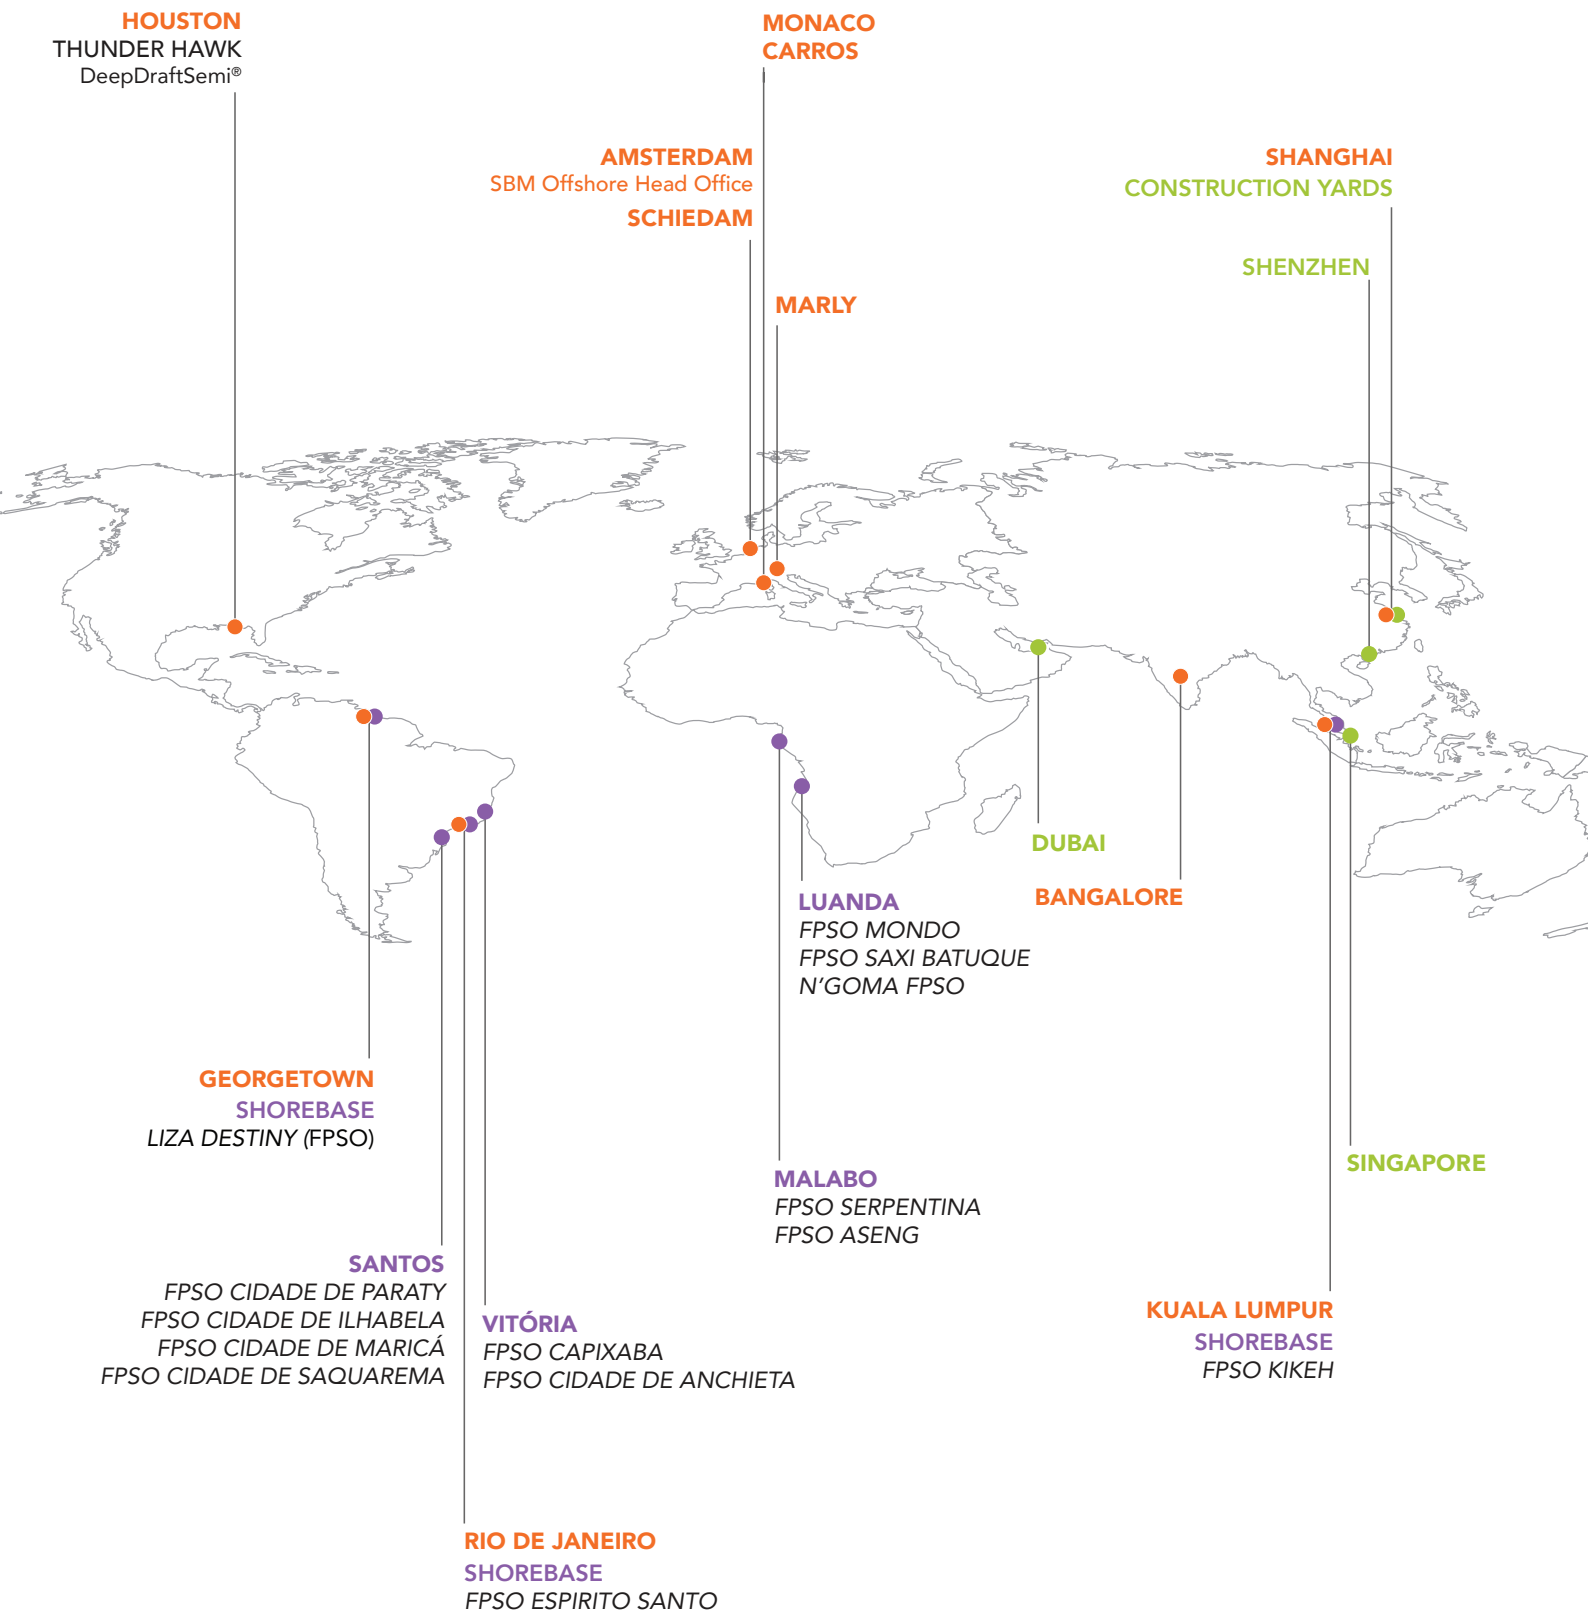 HOUSTON
THUNDER HAWK
DeepDraftSemi®
MONACO
CARROS
AMSTERDAM
SBM Offshore Head Office
SCHIEDAM
MARLY
SHANGHAI
CONSTRUCTION YARDS
SHENZHEN
DUBAI
BANGALORE
LUANDA
FPSO MONDO
FPSO SAXI BATUQUE
N'GOMA FPSO
GEORGETOWN
SHOREBASE
LIZA DESTINY (FPSO)
MALABO
FPSO SERPENTINA
FPSO ASENG
SINGAPORE
SANTOS
FPSO CIDADE DE PARATY
FPSO CIDADE DE ILHABELA
FPSO CIDADE DE MARICÁ
FPSO CIDADE DE SAQUAREMA
VITÓRIA
FPSO CAPIXABA
FPSO CIDADE DE ANCHIETA
KUALA LUMPUR
SHOREBASE
FPSO KIKEH
RIO DE JANEIRO
SHOREBASE
FPSO ESPIRITO SANTO